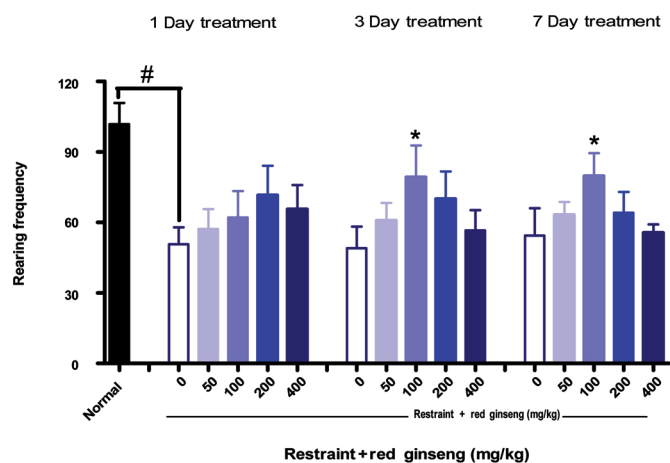 1 Day treatment 3 Day treatment 7 Day treatment
Rearing frequency
120
90
60
30
0
#
*
*
Normal 0 50 100 200 400 0 50 100 200 400 0 50 100 200 400
Restraint + red ginseng (mg/kg)
Restraint+red ginseng (mg/kg)